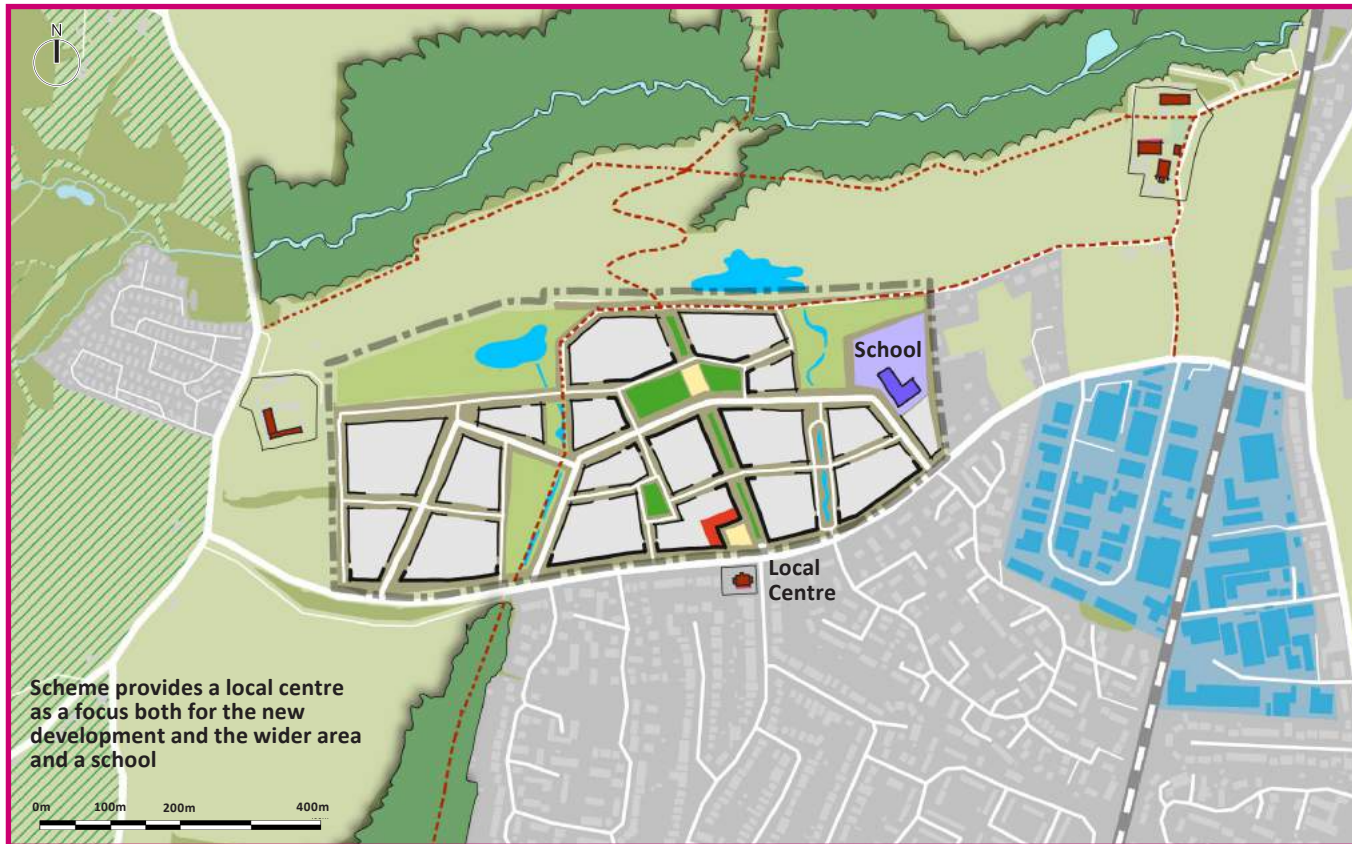 N
School
Local
Centre
Scheme provides a local centre
as a focus both for the new
development and the wider area
and a school
0m 100m 200m 400m